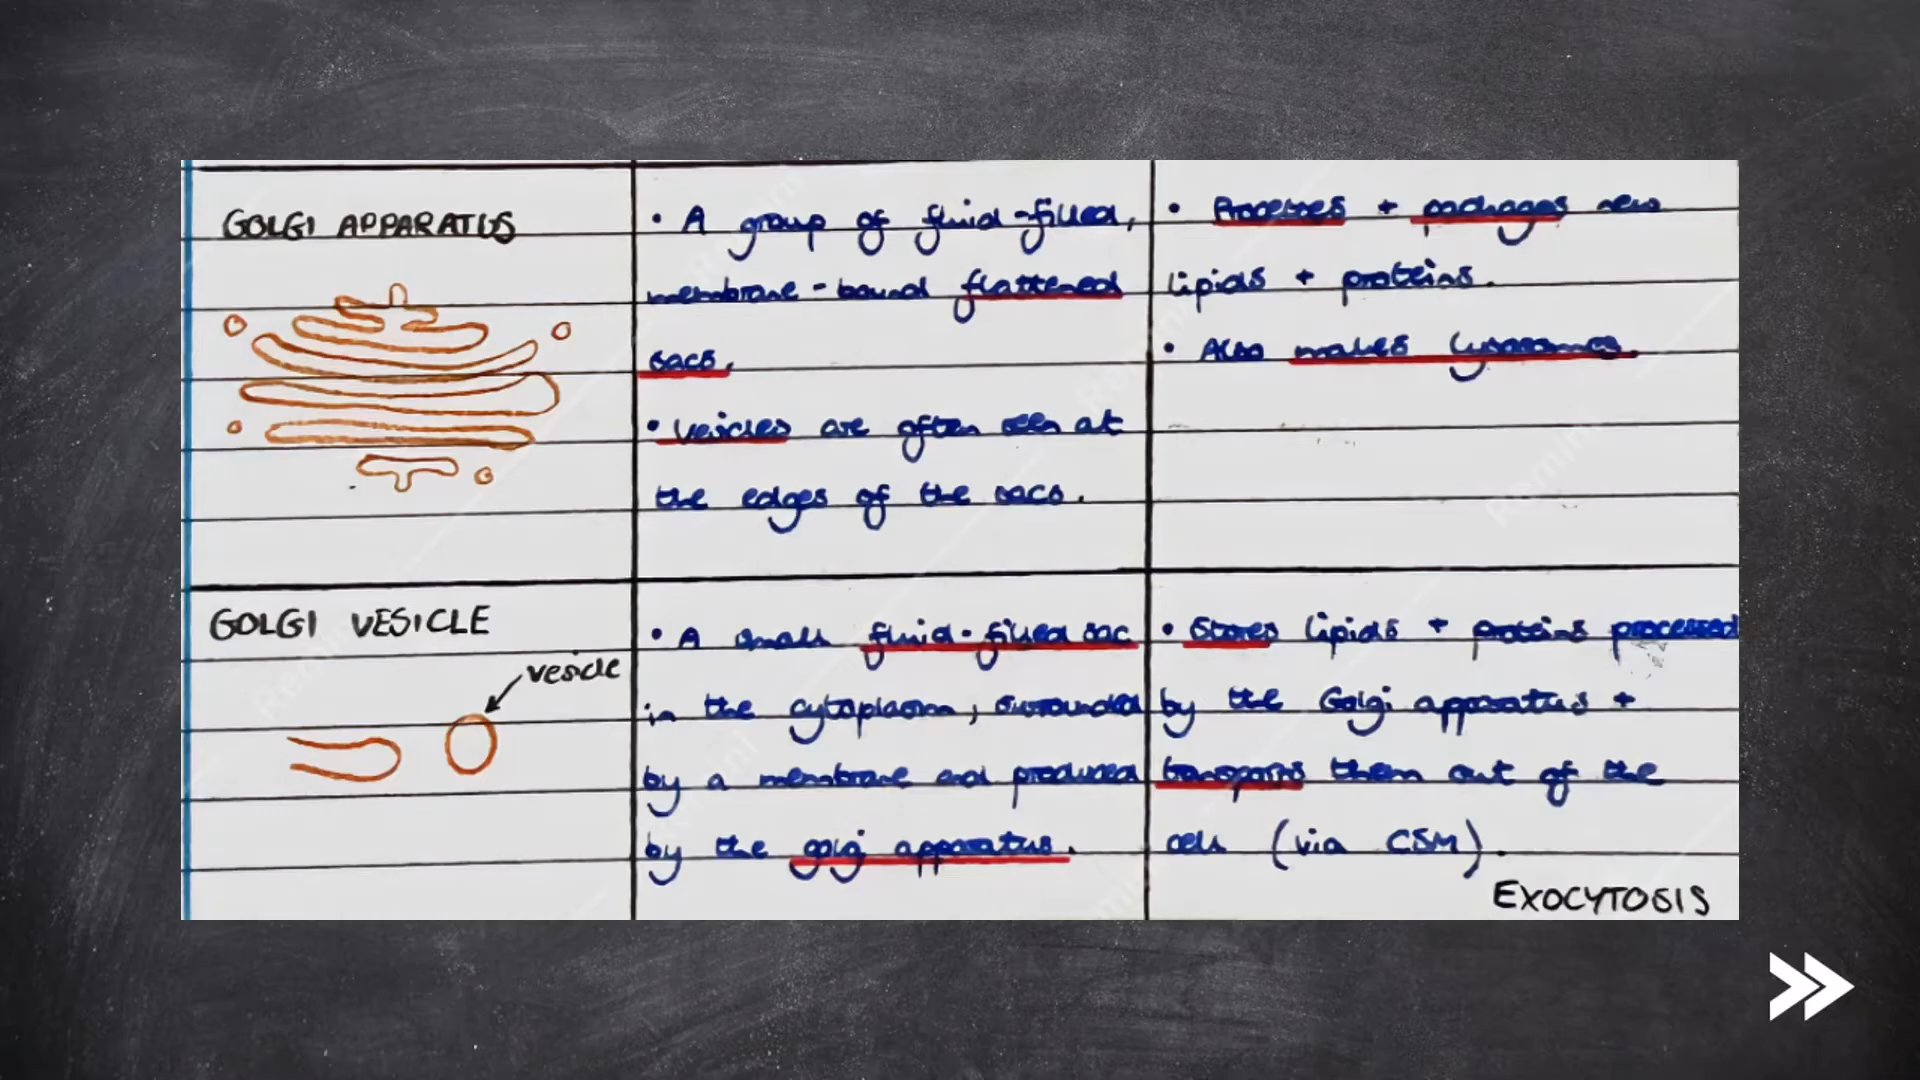 GOLGI APPARATUS
• A group of fluid-filled,
membrane-bound flattened
sacs.
• Vesicles are often seen at
the edges of the sacs.
• Processes + packages new
lipids + proteins.
• Also makes lysosomes.
GOLGI VESICLE
vesicle
• A small fluid-filled sac
in the cytoplasm, surrounded
by a membrane and produced
by the golgi apparatus.
• Stores lipids + proteins processed
by the Golgi apparatus +
transports them out of the
cell (via CSM).
EXOCYTOSIS